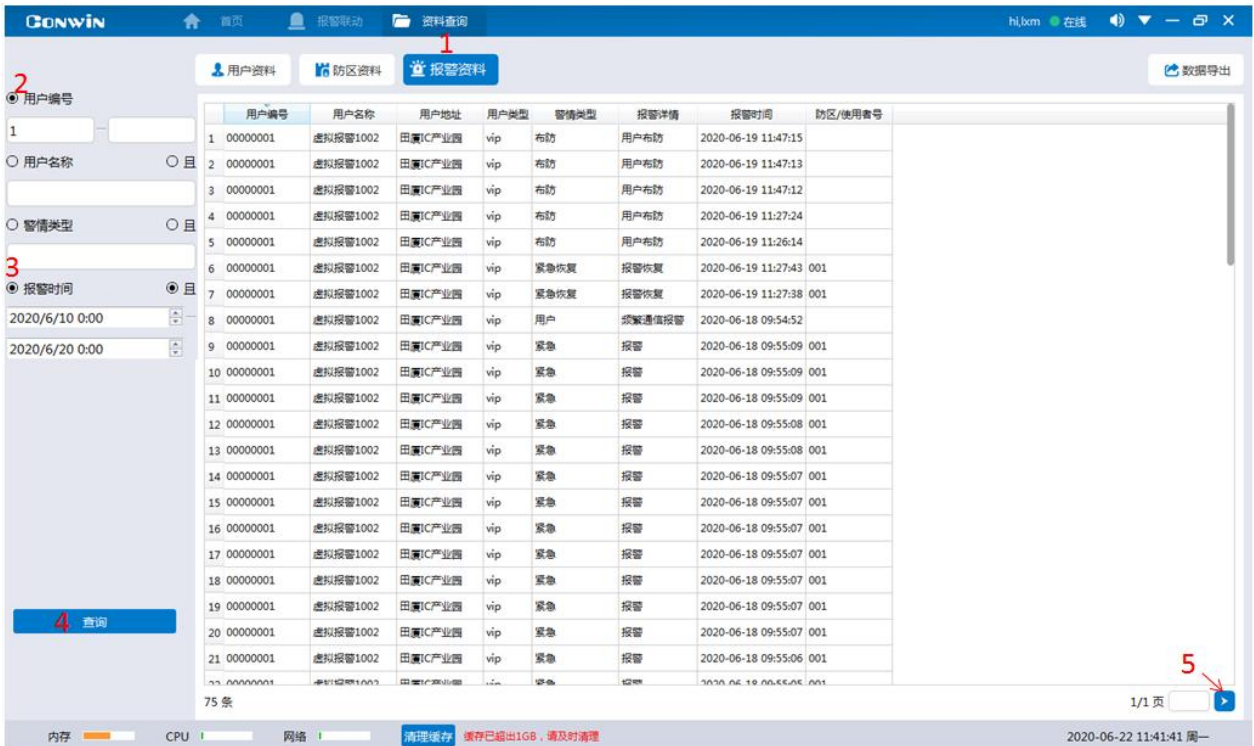 CONWIN 首页 报警联动 资料查询 hi,lxm 在线
1
用户资料 防区资料 报警资料 数据导出
2
用户编号
1
用户名称 且
警情类型 且
3
报警时间 且
2020/6/10 0:00
2020/6/20 0:00
4 查询
用户编号 用户名称 用户地址 用户类型 警情类型 报警详情 报警时间 防区/使用者号
1 00000001 虚拟报警1002 田厦IC产业园 vip 布防 用户布防 2020-06-19 11:47:15
2 00000001 虚拟报警1002 田厦IC产业园 vip 布防 用户布防 2020-06-19 11:47:13
3 00000001 虚拟报警1002 田厦IC产业园 vip 布防 用户布防 2020-06-19 11:47:12
4 00000001 虚拟报警1002 田厦IC产业园 vip 布防 用户布防 2020-06-19 11:27:24
5 00000001 虚拟报警1002 田厦IC产业园 vip 布防 用户布防 2020-06-19 11:26:14
6 00000001 虚拟报警1002 田厦IC产业园 vip 紧急恢复 报警恢复 2020-06-19 11:27:43 001
7 00000001 虚拟报警1002 田厦IC产业园 vip 紧急恢复 报警恢复 2020-06-19 11:27:38 001
8 00000001 虚拟报警1002 田厦IC产业园 vip 用户 频繁通信报警 2020-06-18 09:54:52
9 00000001 虚拟报警1002 田厦IC产业园 vip 紧急 报警 2020-06-18 09:55:09 001
10 00000001 虚拟报警1002 田厦IC产业园 vip 紧急 报警 2020-06-18 09:55:09 001
11 00000001 虚拟报警1002 田厦IC产业园 vip 紧急 报警 2020-06-18 09:55:09 001
12 00000001 虚拟报警1002 田厦IC产业园 vip 紧急 报警 2020-06-18 09:55:08 001
13 00000001 虚拟报警1002 田厦IC产业园 vip 紧急 报警 2020-06-18 09:55:08 001
14 00000001 虚拟报警1002 田厦IC产业园 vip 紧急 报警 2020-06-18 09:55:07 001
15 00000001 虚拟报警1002 田厦IC产业园 vip 紧急 报警 2020-06-18 09:55:07 001
16 00000001 虚拟报警1002 田厦IC产业园 vip 紧急 报警 2020-06-18 09:55:07 001
17 00000001 虚拟报警1002 田厦IC产业园 vip 紧急 报警 2020-06-18 09:55:07 001
18 00000001 虚拟报警1002 田厦IC产业园 vip 紧急 报警 2020-06-18 09:55:07 001
19 00000001 虚拟报警1002 田厦IC产业园 vip 紧急 报警 2020-06-18 09:55:07 001
20 00000001 虚拟报警1002 田厦IC产业园 vip 紧急 报警 2020-06-18 09:55:07 001
21 00000001 虚拟报警1002 田厦IC产业园 vip 紧急 报警 2020-06-18 09:55:06 001
5
75 条 1/1 页
内存 CPU 网络 清理缓存 缓存已超出1GB，请及时清理 2020-06-22 11:41:41 周一